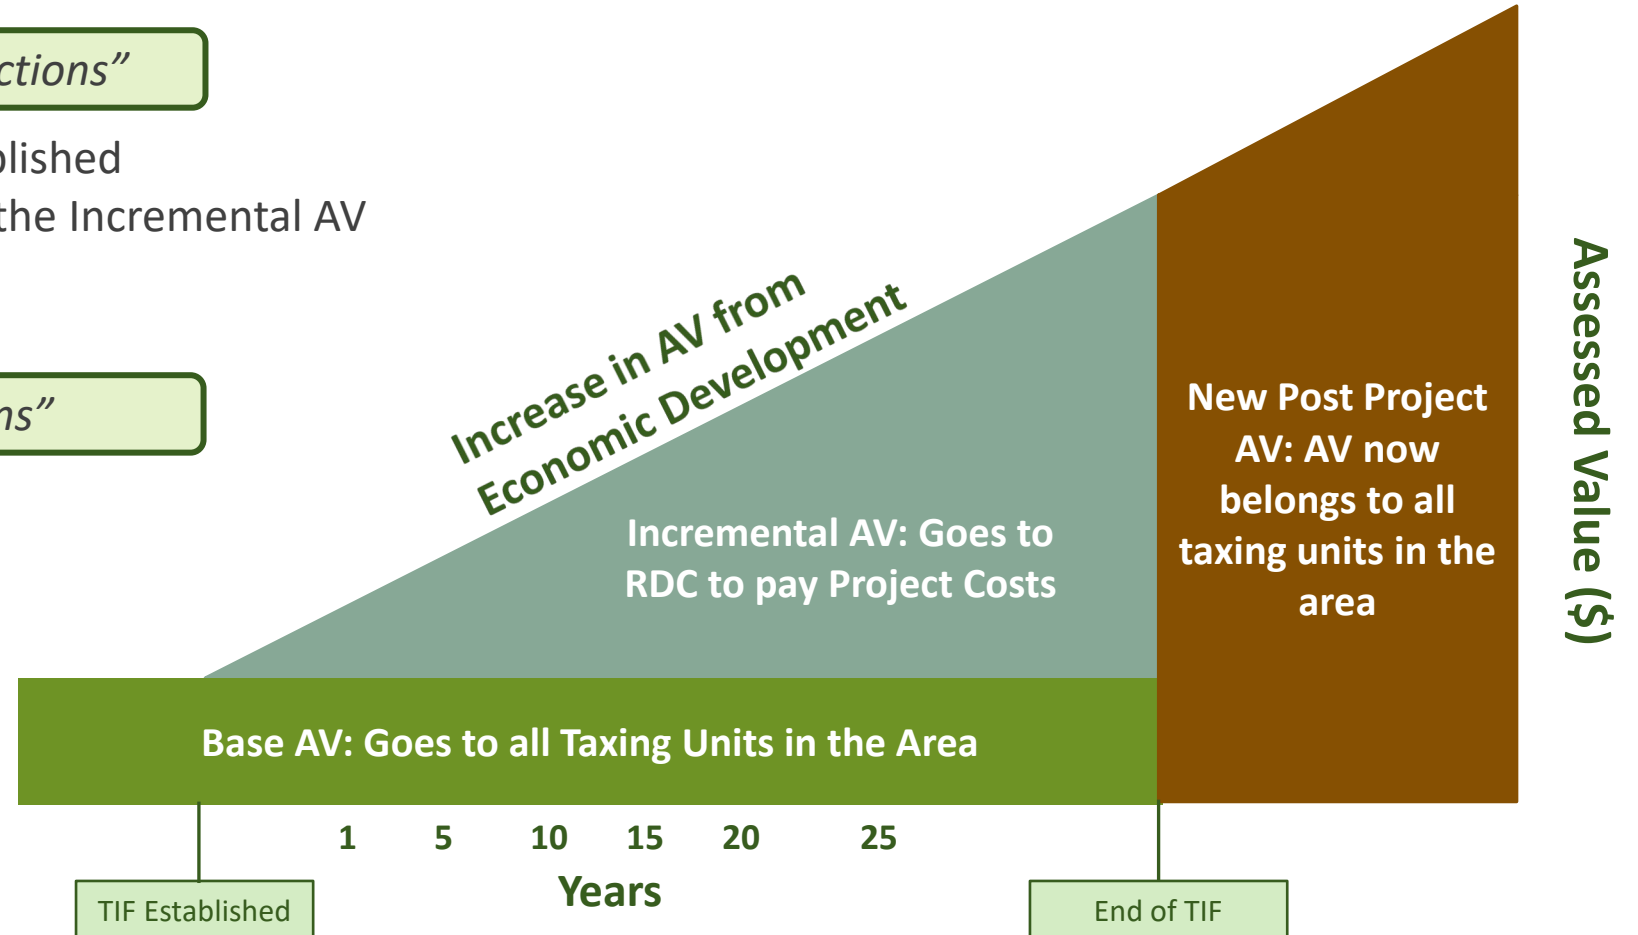 ctions”
lished
the Incremental AV
ns”
Increase in AV from
Economic Development
Incremental AV: Goes to
RDC to pay Project Costs
New Post Project
AV: AV now
belongs to all
taxing units in the
area
Assessed Value ($)
Base AV: Goes to all Taxing Units in the Area
1 5 10 15 20 25
Years
TIF Established
End of TIF